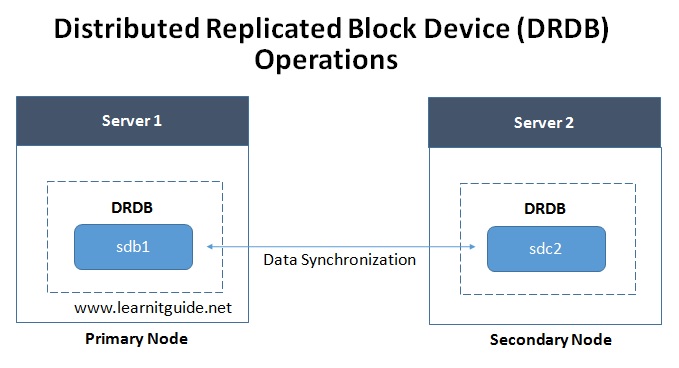 Distributed Replicated Block Device (DRDB)
Operations
Server 1
DRDB
sdb1
www.learnitguide.net
Primary Node
Data Synchronization
Server 2
DRDB
sdc2
Secondary Node